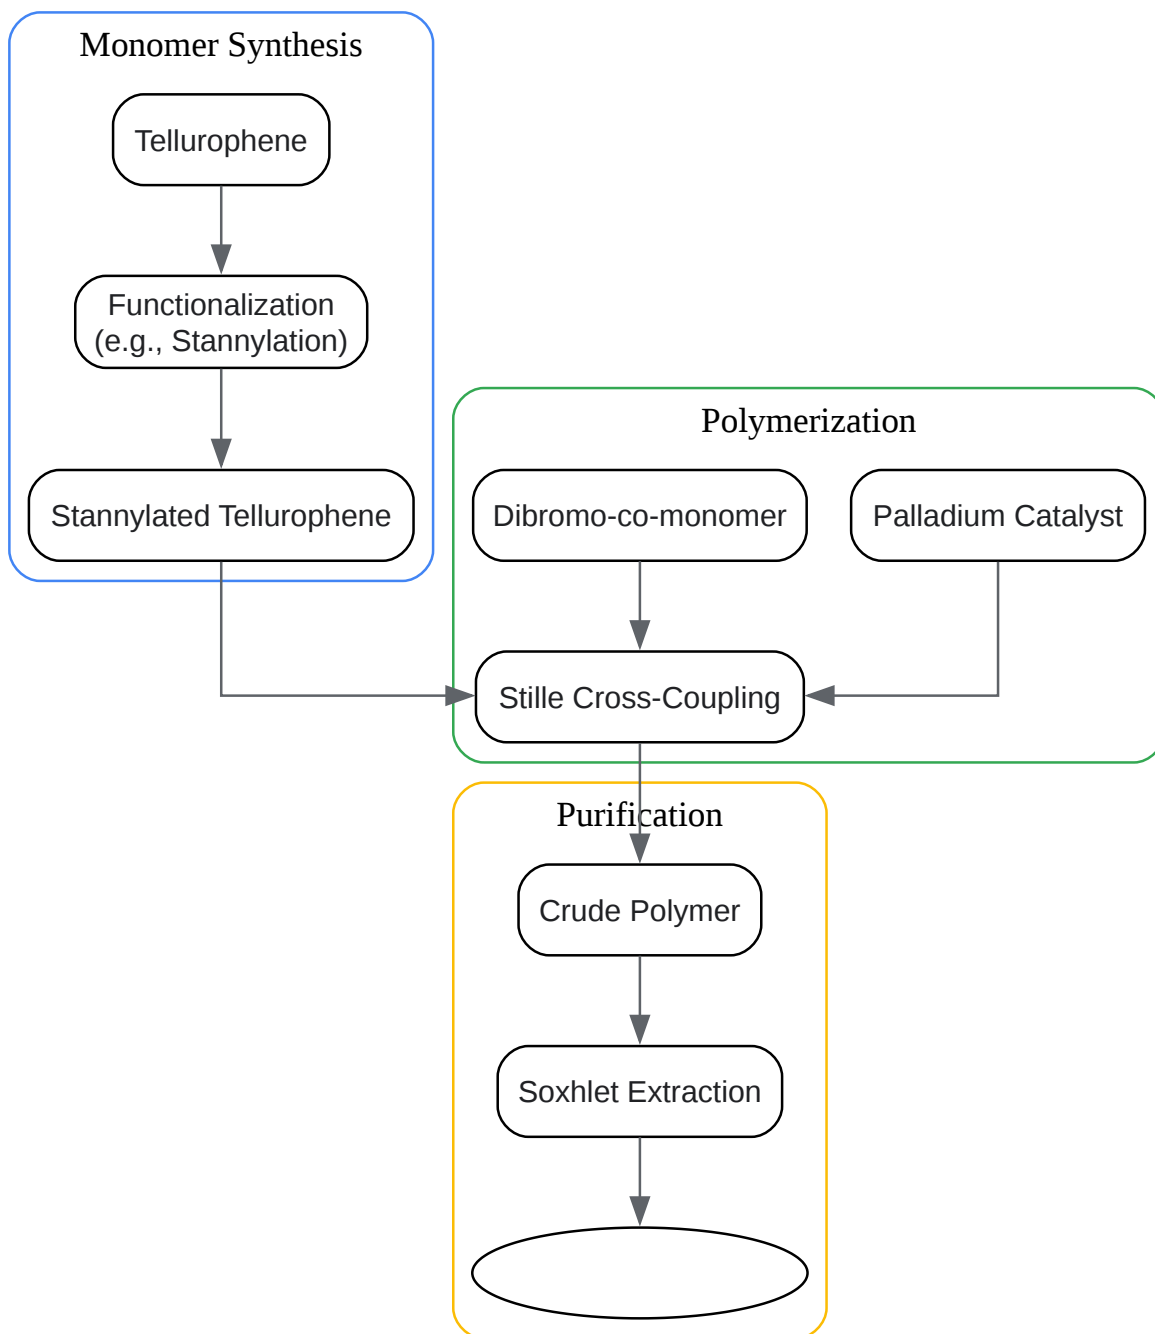 Monomer Synthesis
Tellurophene
Functionalization
(e.g., Stannylation)
Stannylated Tellurophene
Polymerization
Dibromo-co-monomer
Palladium Catalyst
Stille Cross-Coupling
Purification
Crude Polymer
Soxhlet Extraction